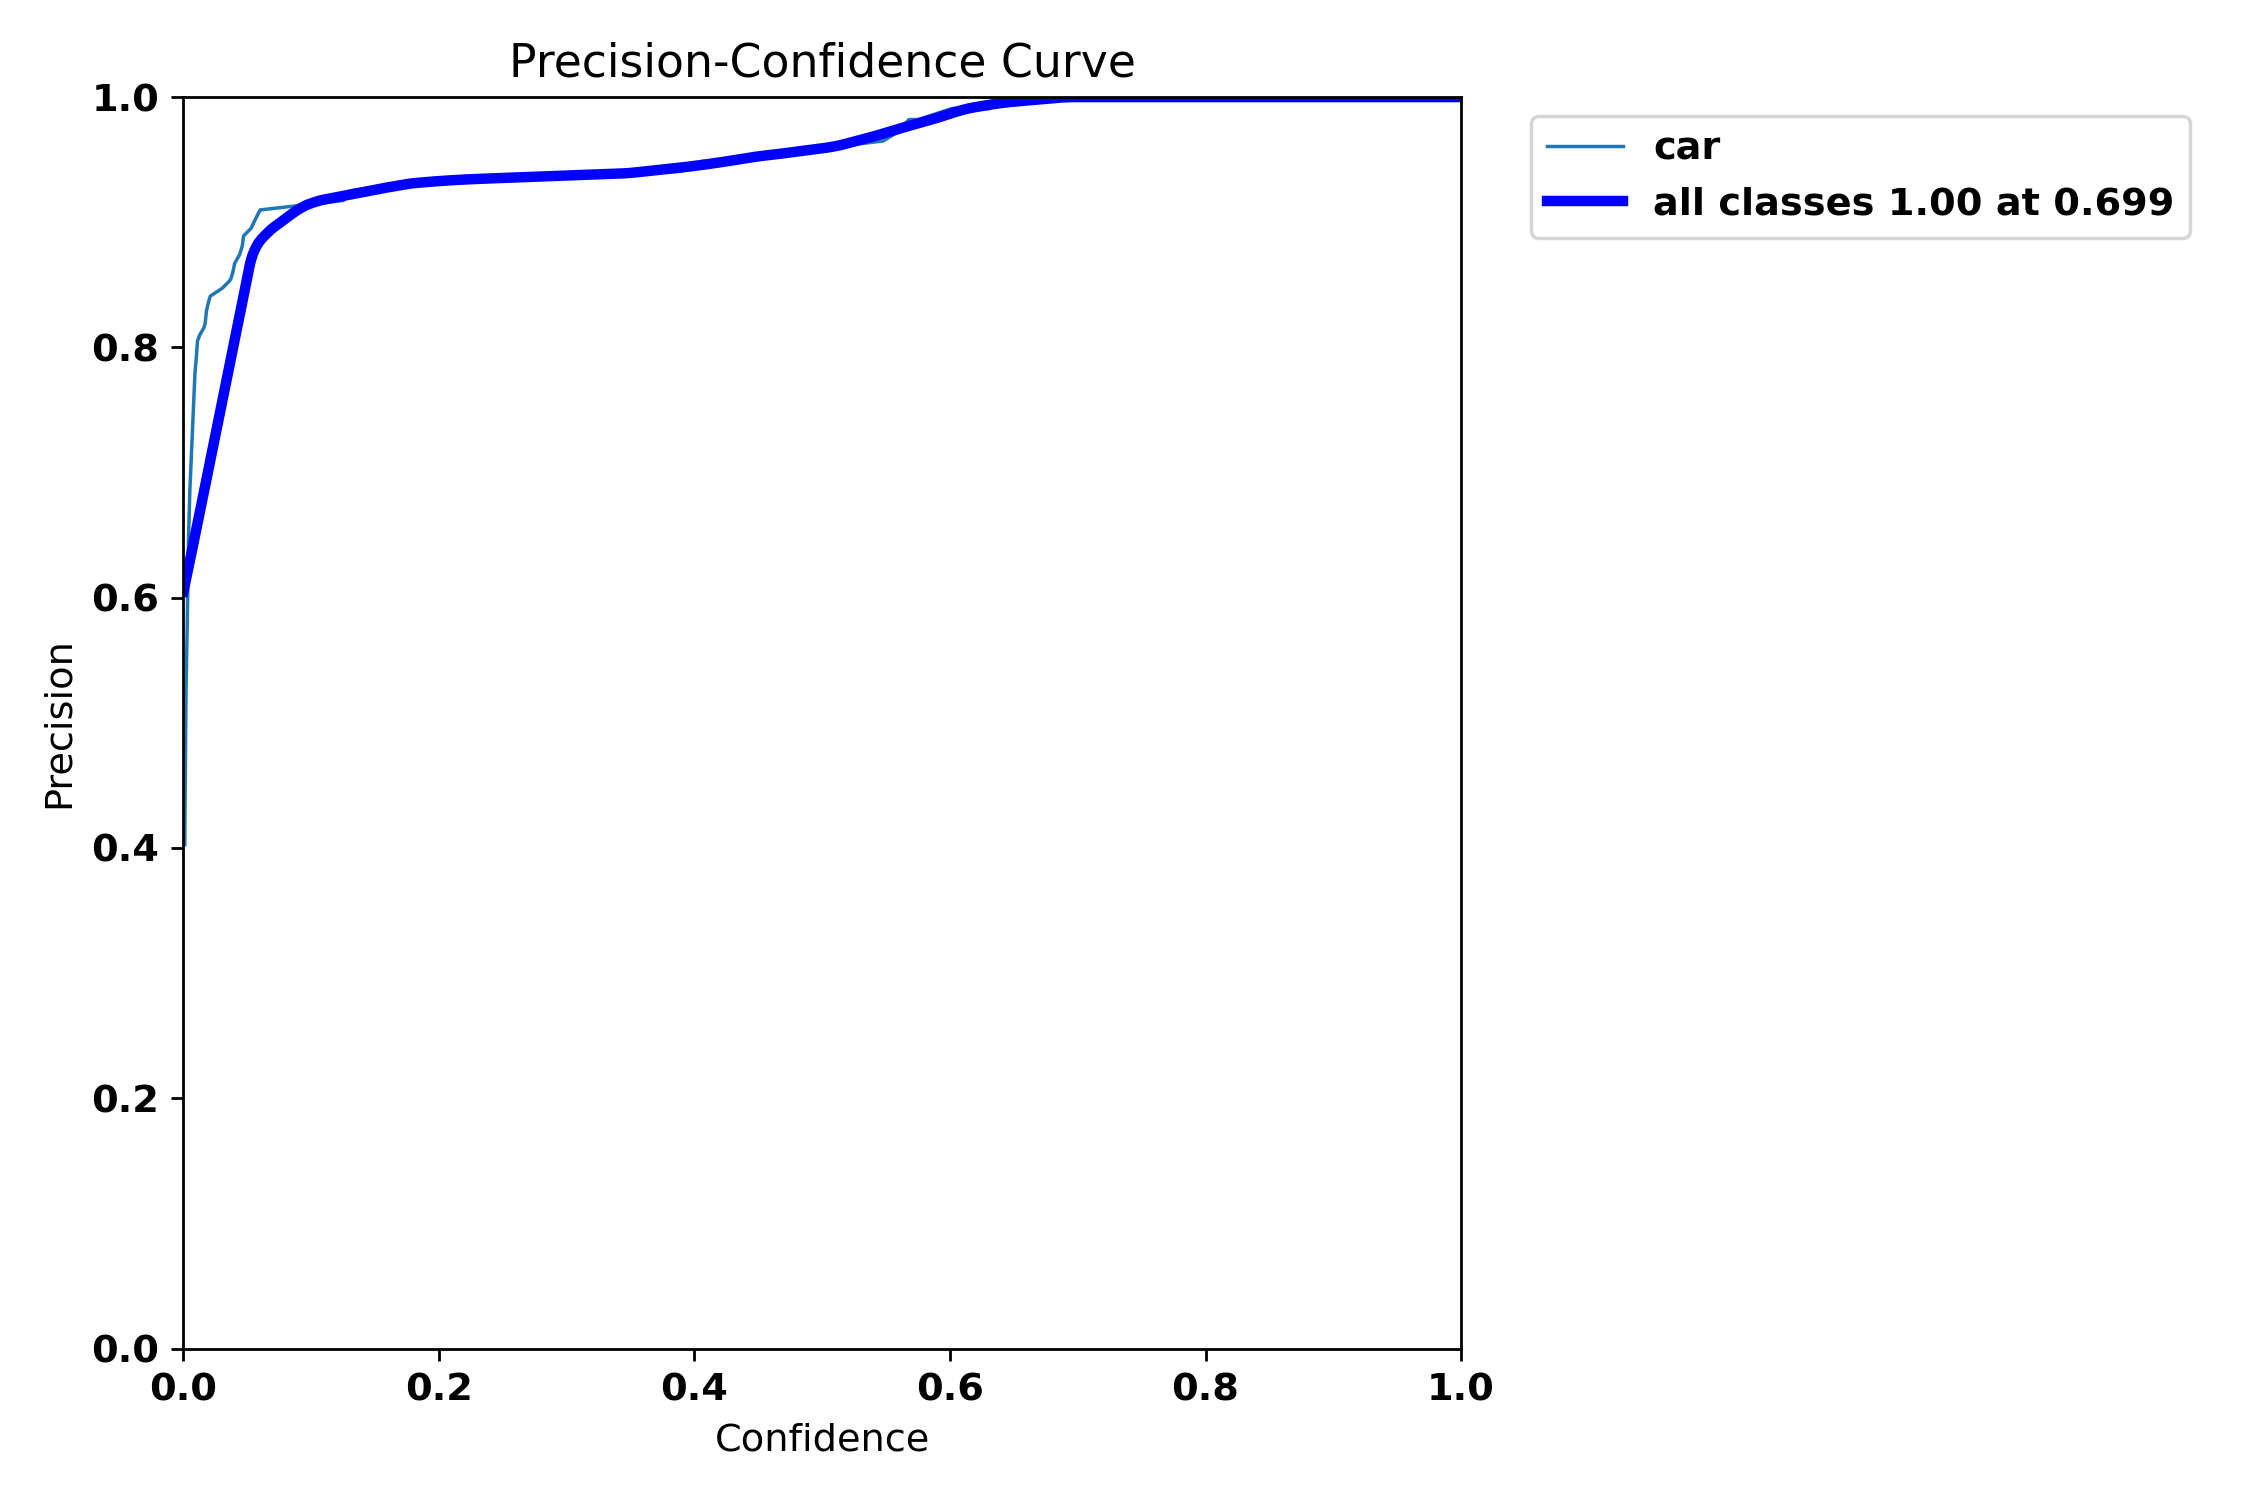 Precision-Confidence Curve
1.0
0.8
0.6
0.4
0.2
0.0
Precision
0.0 0.2 0.4 0.6 0.8 1.0
Confidence
car
all classes 1.00 at 0.699